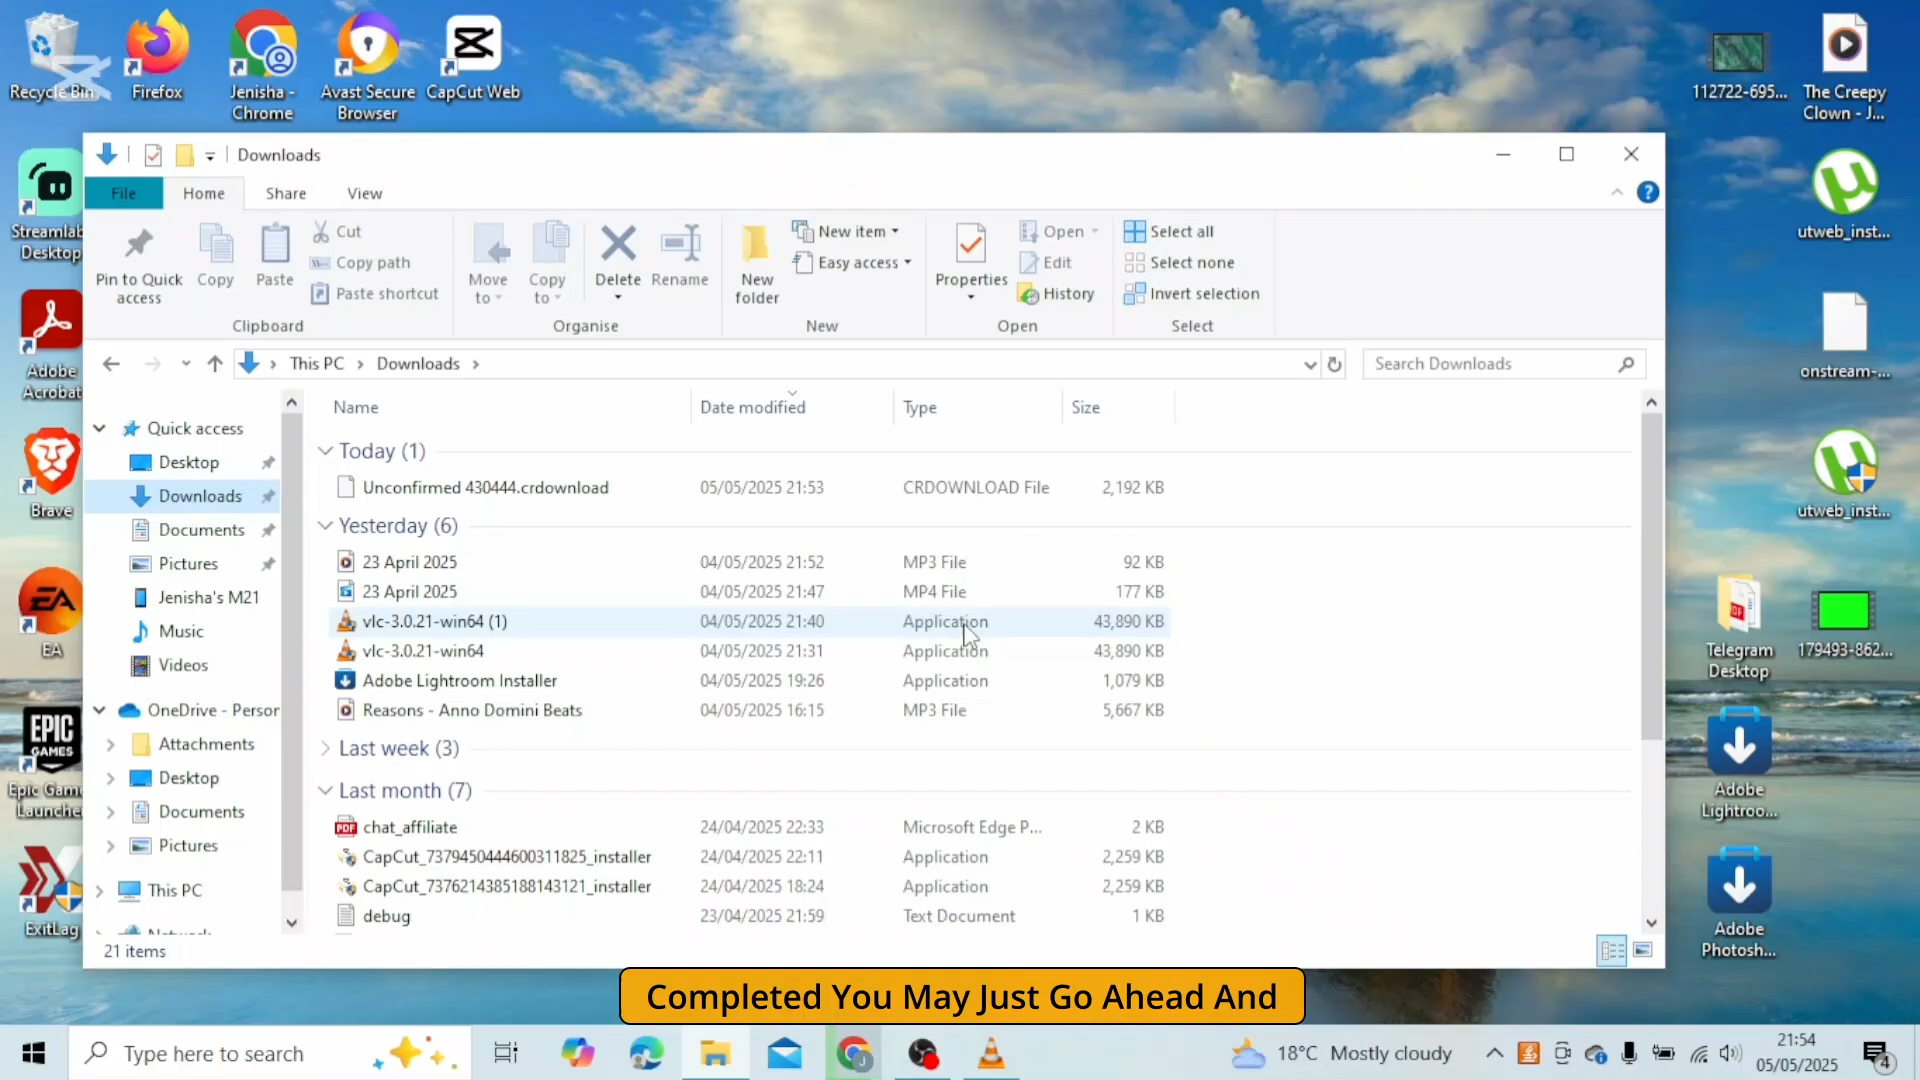 Recycle Bin
Firefox
Jenisha -
Chrome
Avast Secure
Browser
CapCut Web
112722-695...
The Creepy
Clown - J...
Streamlab
Desktop
Adobe
Acrobat
Brave
EA
EA
EPIC
GAMES
Epic Game
Launche
ExitLag
utweb_inst...
onstream-...
utweb_inst...
Telegram
Desktop
179493-862...
Adobe
Lightroo...
Adobe
Photosh...
Downloads
File
Home
Share
View
Pin to Quick
access
Copy
Paste
Cut
Copy path
Paste shortcut
Clipboard
Move
to
Copy
to
Delete
Rename
Organise
New
folder
New item
Easy access
New
Properties
Open
Edit
History
Open
Select all
Select none
Invert selection
Select
This PC > Downloads >
Search Downloads
Quick access
Desktop
Downloads
Documents
Pictures
Jenisha's M21
Music
Videos
OneDrive - Person
Attachments
Desktop
Documents
Pictures
This PC
Network
Name Date modified Type Size
Today (1)
Unconfirmed 430444.crdownload 05/05/2025 21:53 CRDOWNLOAD File 2,192 KB
Yesterday (6)
23 April 2025 04/05/2025 21:52 MP3 File 92 KB
23 April 2025 04/05/2025 21:47 MP4 File 177 KB
vlc-3.0.21-win64 (1) 04/05/2025 21:40 Application 43,890 KB
vlc-3.0.21-win64 04/05/2025 21:31 Application 43,890 KB
Adobe Lightroom Installer 04/05/2025 19:26 Application 1,079 KB
Reasons - Anno Domini Beats 04/05/2025 16:15 MP3 File 5,667 KB
Last week (3)
Last month (7)
PDF chat_affiliate 24/04/2025 22:33 Microsoft Edge P... 2 KB
CapCut_7379450444600311825_installer 24/04/2025 22:11 Application 2,259 KB
CapCut_7376214385188143121_installer 24/04/2025 18:24 Application 2,259 KB
debug 23/04/2025 21:59 Text Document 1 KB
21 items
Completed You May Just Go Ahead And
Type here to search
18°C Mostly cloudy
21:54
05/05/2025
4